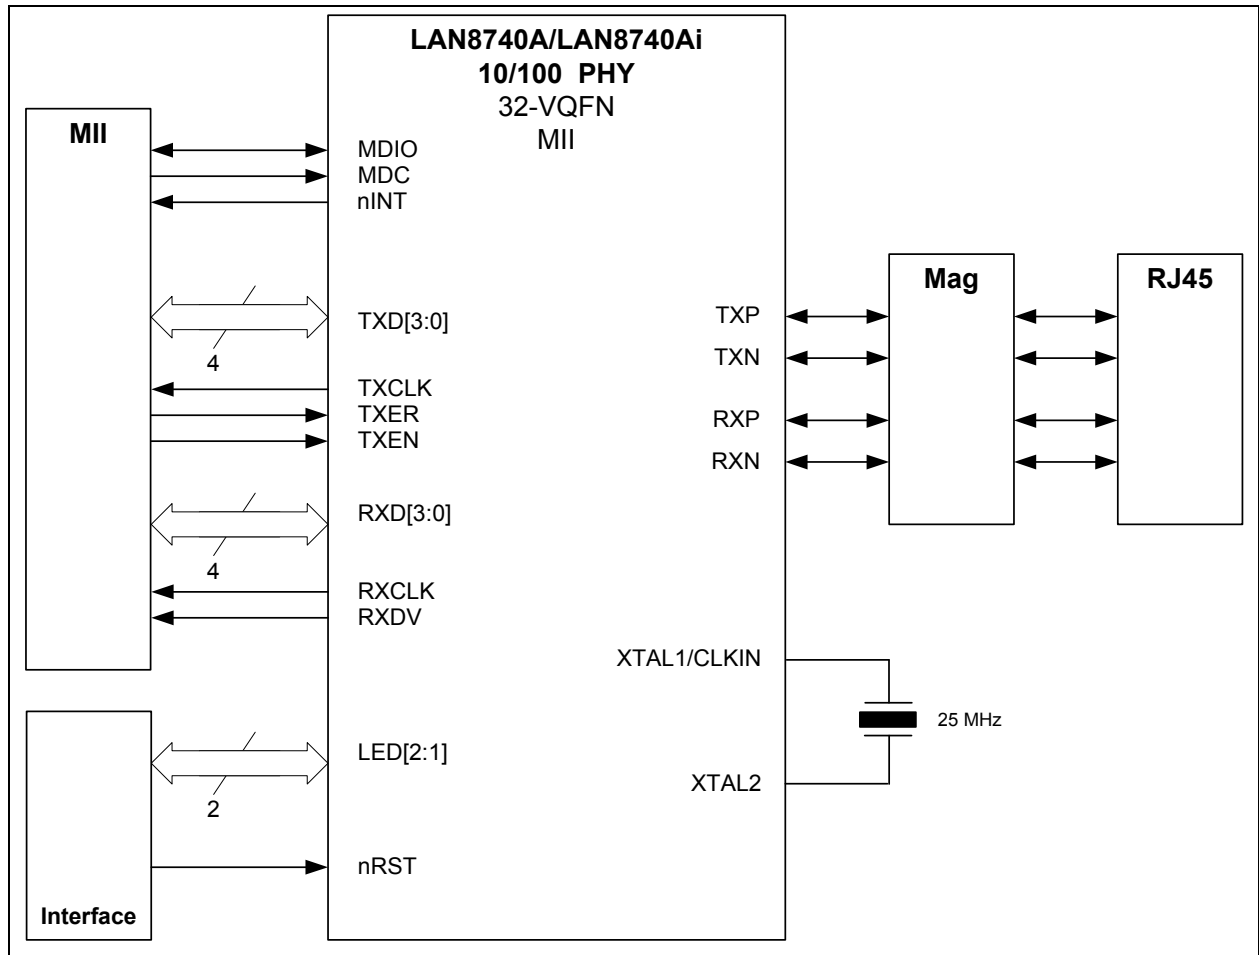 LAN8740A/LAN8740Ai
10/100 PHY
32-VQFN
MII
MII
MDIO
MDC
nINT
TXD[3:0]
4
TXCLK
TXER
TXEN
RXD[3:0]
4
RXCLK
RXDV
LED[2:1]
2
nRST
Interface
TXP
TXN
RXP
RXN
Mag
RJ45
XTAL1/CLKIN
25 MHz
XTAL2